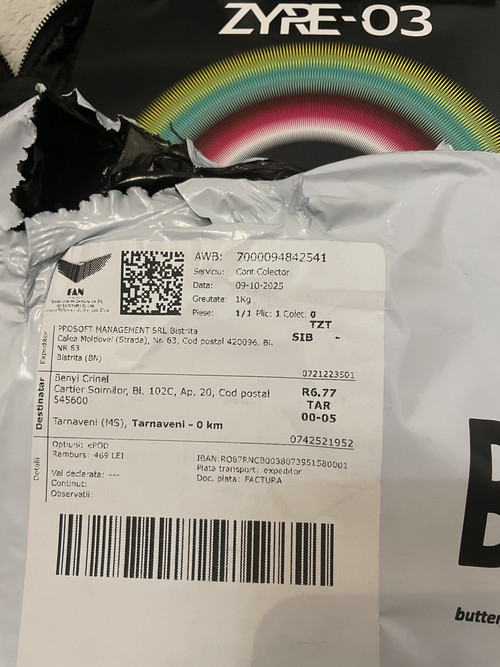 ZYRE-03
AWB: 7000094842541
Serviciu: Cont Colector
Data: 09-10-2025
Greutate: 1Kg
Piese: 1/1 Plic: 1 Colet: 0
FAN
TZT
SIB -
Expeditor
PROSOFT MANAGEMENT SRL Bistrita
Calea Moldovei (Strada), Nr. 63, Cod postal 420096, Bl.
NR 63
Bistrita (BN)
0721223501
Destinatar
Benyi Crinel
Cartier Soimilor, Bl. 102C, Ap. 20, Cod postal
545600
R6.77
TAR
00-05
Tarnaveni (MS), Tarnaveni - 0 km
0742521952
Detalii
Optiuni: ePOD
Ramburs: 469 LEI
Val declarata: ---
Continut:
Observatii:
IBAN:RO87RNCB0038073951580001
Plata transport: expeditor
Doc. plata: FACTURA
B
butter